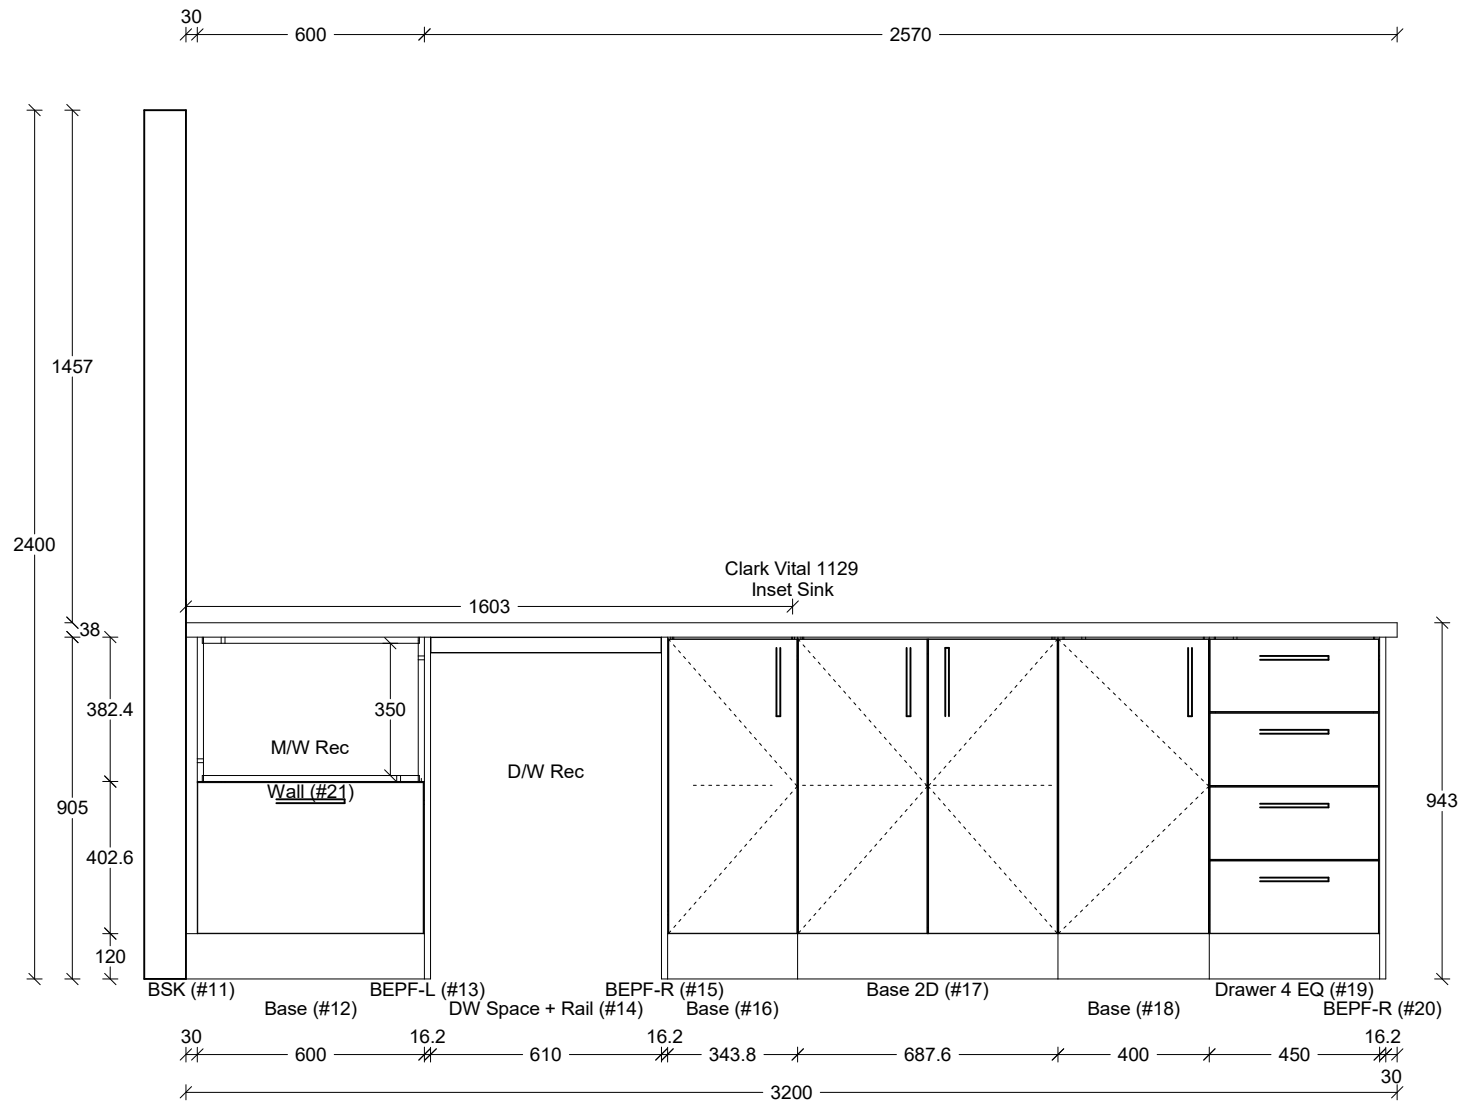 30
600
2570
Clark Vital 1129
Inset Sink
1603
1457
2400
38
382.4
350
M/W Rec
D/W Rec
Wall (#21)
905
943
402.6
120
BSK (#11)
BEPF-L (#13)
BEPF-R (#15)
Base 2D (#17)
Drawer 4 EQ (#19)
Base (#12)
DW Space + Rail (#14)
Base (#16)
Base (#18)
BEPF-R (#20)
30
600
16.2
610
16.2
343.8
687.6
400
450
16.2
30
3200